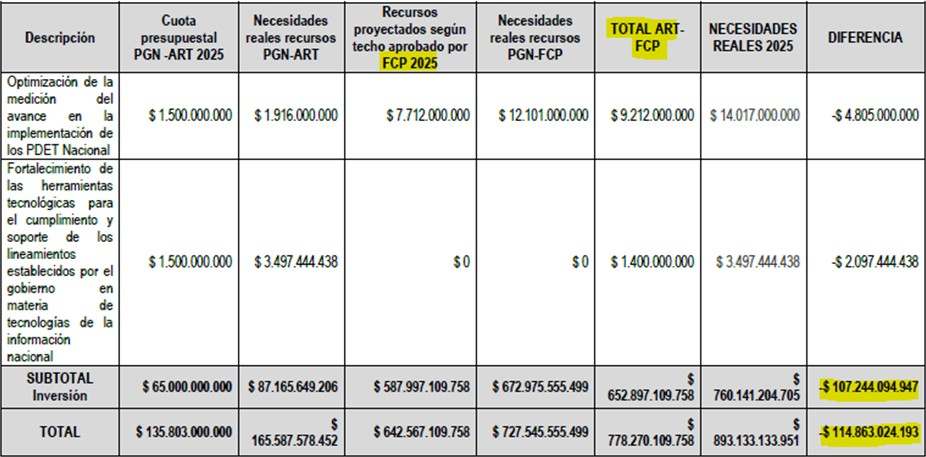 Descripción
Cuota
presupuestal
PGN -ART 2025
Necesidades
reales recursos
PGN-ART
Recursos
proyectados según
techo aprobado por
FCP 2025
Necesidades
reales recursos
PGN-FCP
TOTAL ART-
FCP
NECESIDADES
REALES 2025
DIFERENCIA
Optimización de la
medición del
avance en la
implementación de
los PDET Nacional
$ 1.500.000.000
$ 1.916.000.000
$ 7.712.000.000
$ 12.101.000.000
$ 9.212.000.000
$ 14.017.000.000
-$ 4.805.000.000
Fortalecimiento de
las herramientas
tecnológicas para
el cumplimiento y
soporte de los
lineamientos
establecidos por el
gobierno en
materia de
tecnologías de la
información
nacional
$ 1.500.000.000
$ 3.497.444.438
$ 0
$ 0
$ 1.400.000.000
$ 3.497.444.438
-$ 2.097.444.438
SUBTOTAL
Inversión
$ 65.000.000.000
$ 87.165.649.206
$ 587.997.109.758
$ 672.975.555.499
$
652.897.109.758
$
760.141.204.705
-$ 107.244.094.947
TOTAL
$ 135.803.000.000
$
165.587.578.452
$ 642.567.109.758
$ 727.545.555.499
$
778.270.109.758
$
893.133.133.951
-$ 114.863.024.193